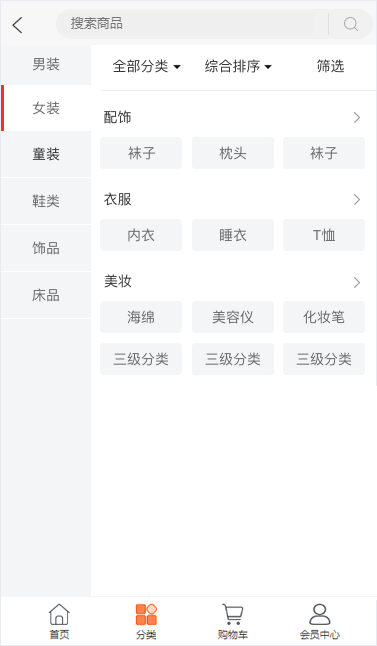 搜索商品
全部分类 综合排序 筛选
男装
女装
童装
鞋类
饰品
床品
配饰
袜子 枕头 袜子
衣服
内衣 睡衣 T恤
美妆
海绵 美容仪 化妆笔
三级分类 三级分类 三级分类
首页 分类 购物车 会员中心